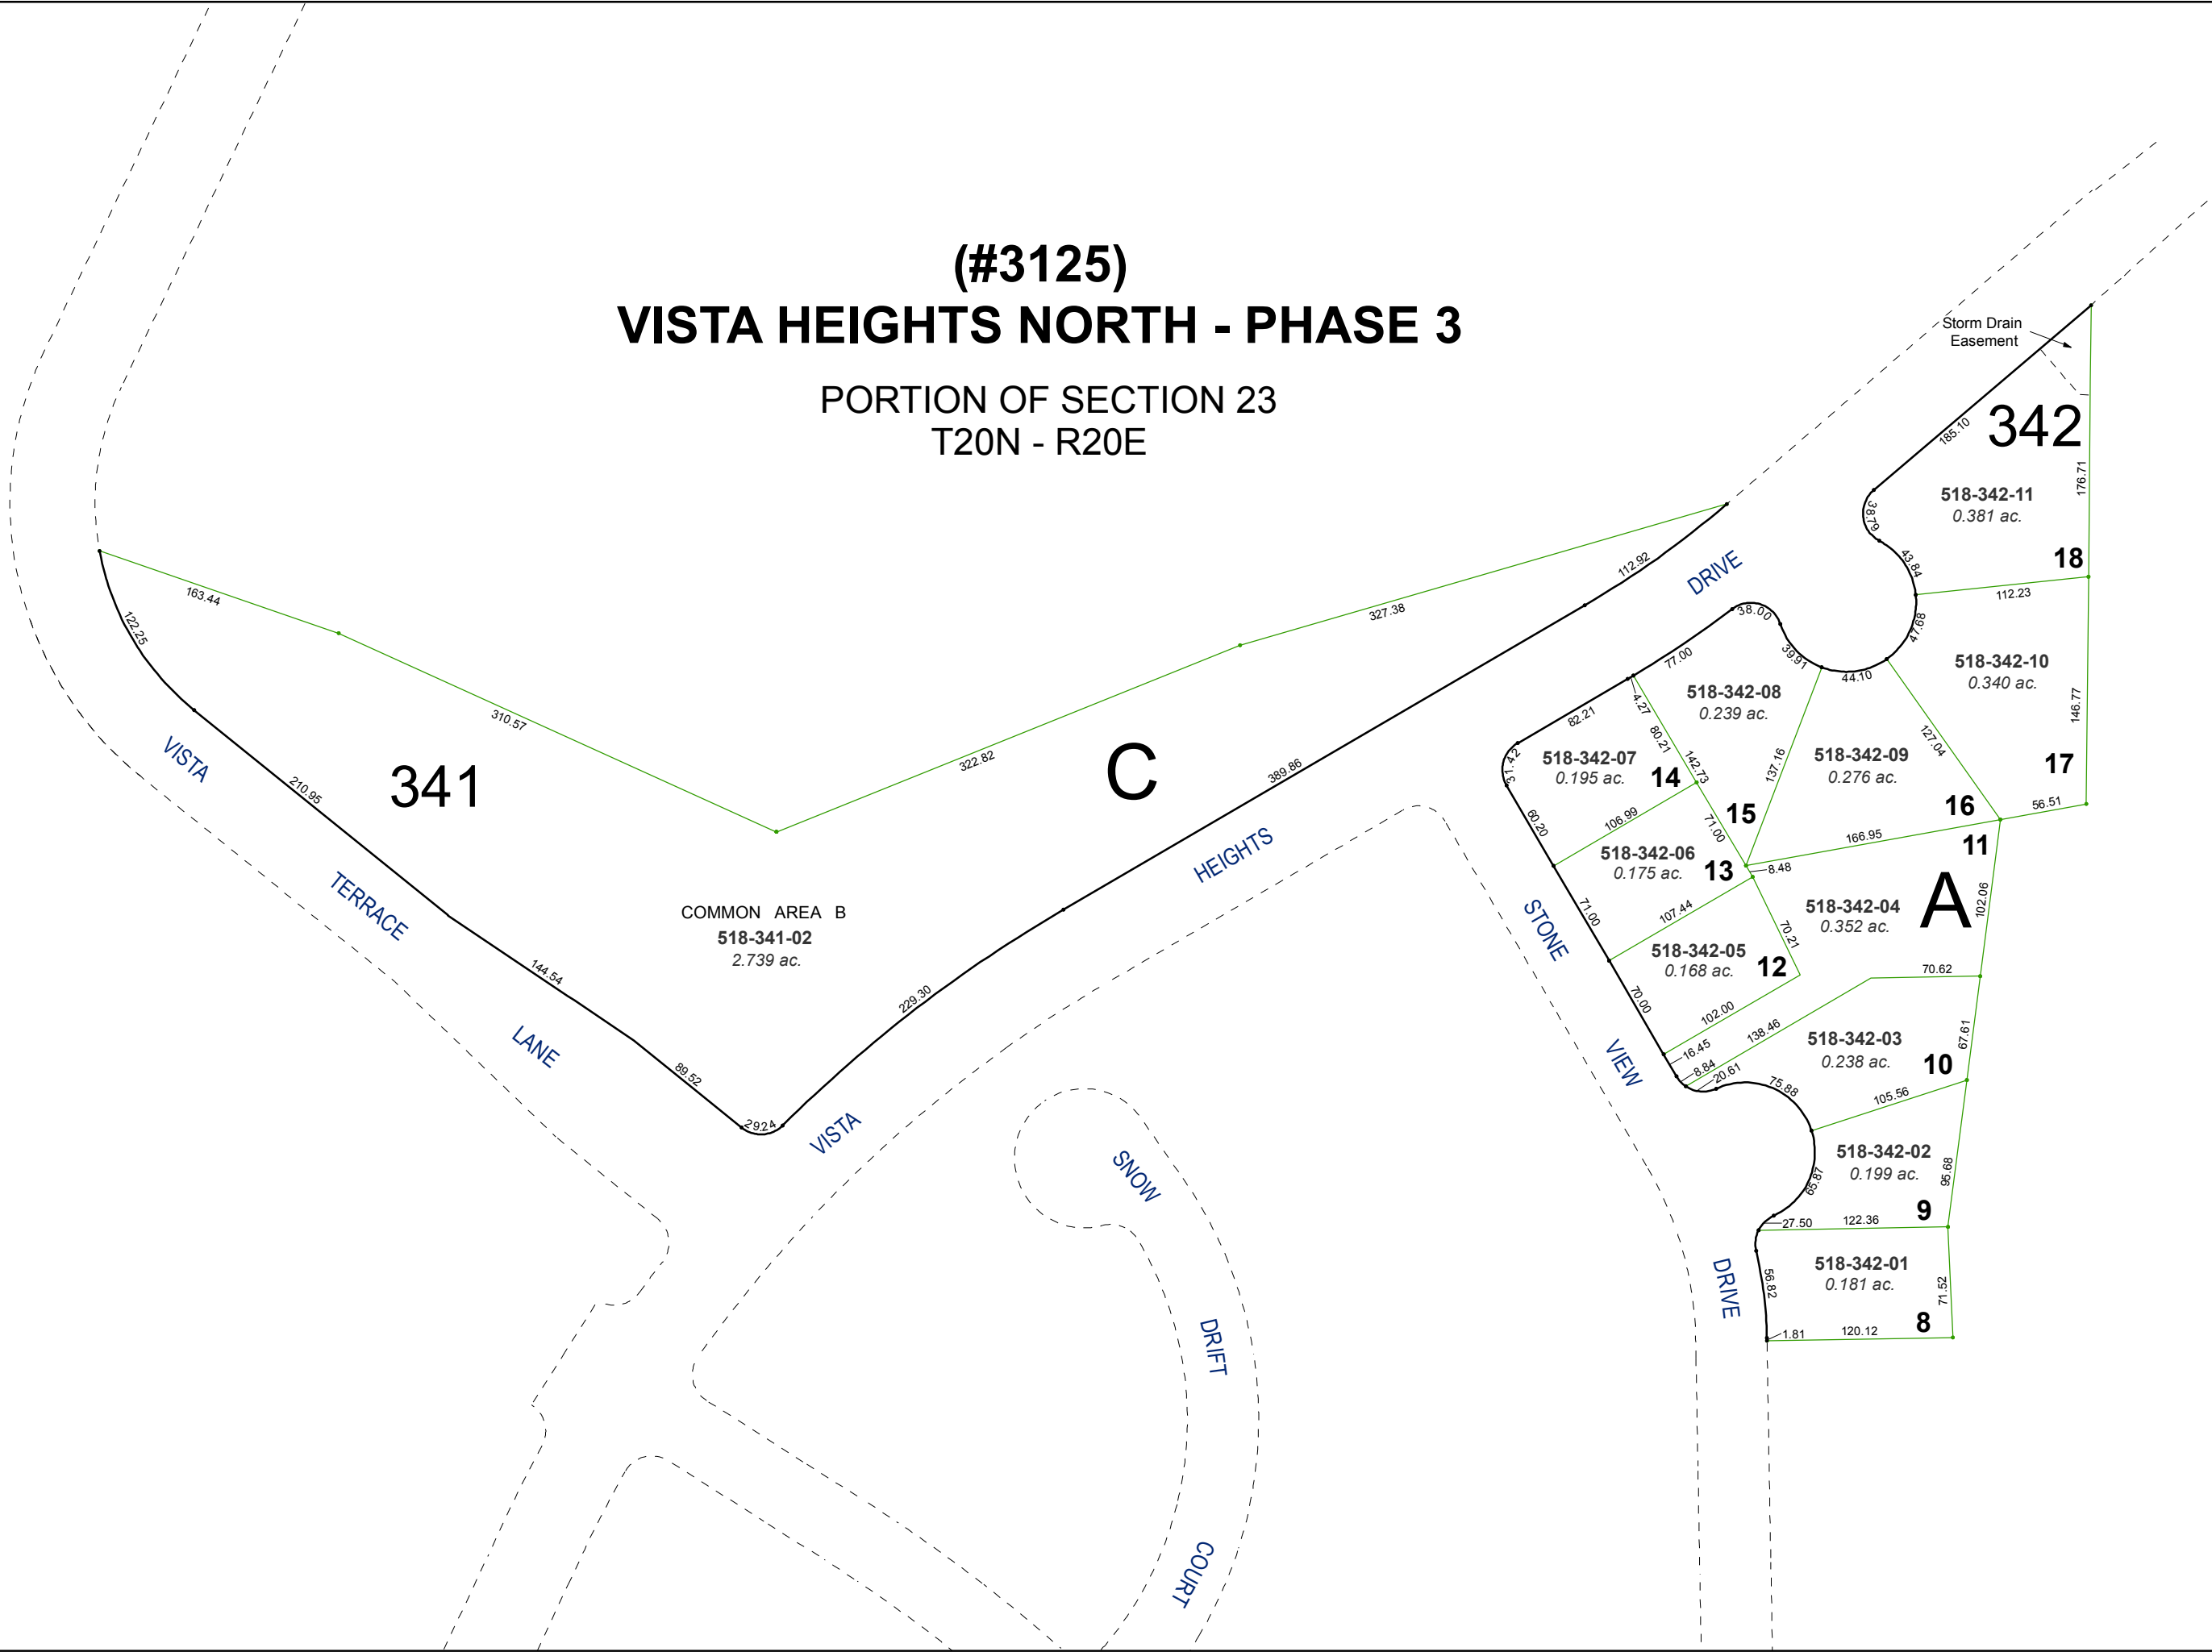 (#3125)
VISTA HEIGHTS NORTH - PHASE 3
PORTION OF SECTION 23
T20N - R20E
Storm Drain
Easement
342
185.10
176.71
518-342-11
0.381 ac.
38.79
43.84
18
112.23
112.92
DRIVE
163.44
122.25
327.38
38.00
47.68
39.91
44.10
77.00
518-342-10
0.340 ac.
146.77
17
518-342-08
0.239 ac.
4.27
82.21
80.21
310.57
VISTA
322.82
C
389.86
341
210.95
31.42
518-342-07
0.195 ac.
14
142.73
137.16
127.04
518-342-09
0.276 ac.
16
56.51
15
60.20
106.99
71.00
166.95
11
HEIGHTS
518-342-06
0.175 ac.
13
8.48
TERRACE
COMMON AREA B
518-341-02
2.739 ac.
STONE
71.00
107.44
518-342-04
0.352 ac.
A
102.06
70.21
518-342-05
0.168 ac.
12
70.62
144.54
229.30
70.00
102.00
138.46
LANE
VIEW
16.45
8.84
20.61
518-342-03
0.238 ac.
10
67.61
89.52
75.88
105.56
29.24
VISTA
SNOW
518-342-02
0.199 ac.
95.68
65.87
9
27.50
122.36
DRIVE
518-342-01
0.181 ac.
56.82
71.52
8
1.81
120.12
DRIFT
COURT